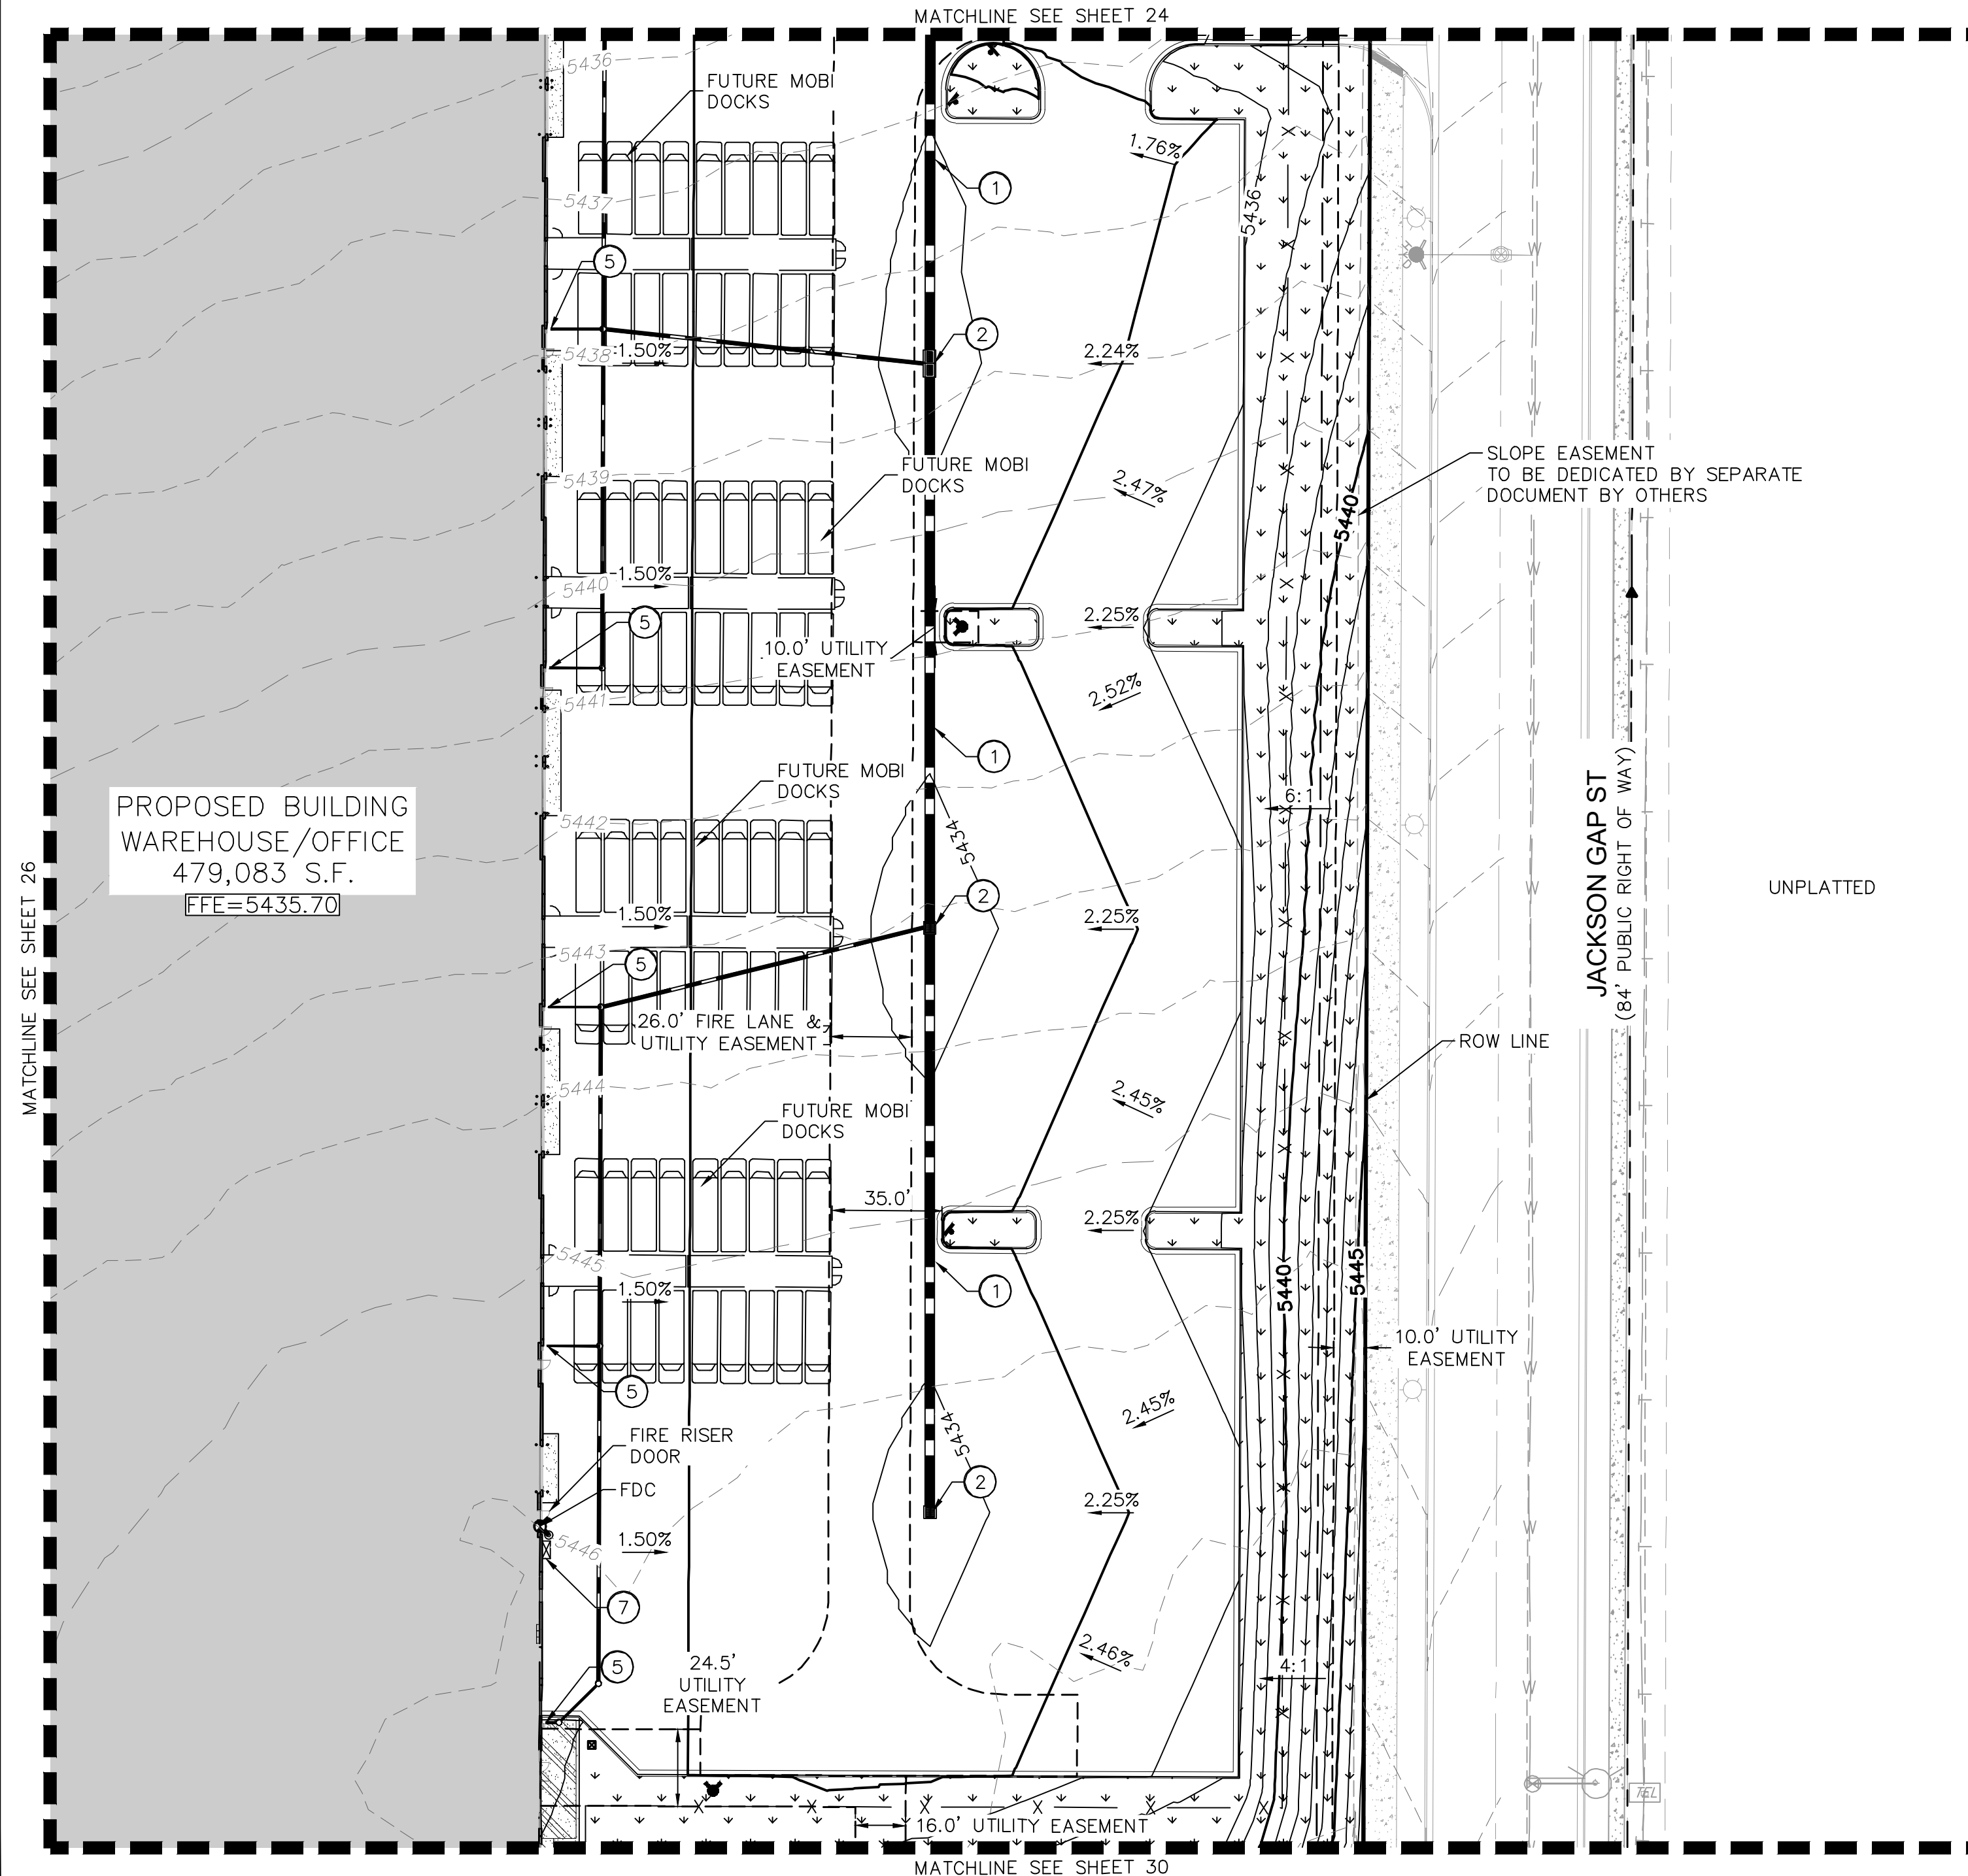 MATCHLINE SEE SHEET 24
5436
FUTURE MOBI
DOCKS
1.76%
1
5437
5436
5
2
5438
1.50%
2.24%
SLOPE EASEMENT
TO BE DEDICATED BY SEPARATE
DOCUMENT BY OTHERS
FUTURE MOBI
DOCKS
5439
2.47%
5440
5440
1.50%
5
2.25%
10.0' UTILITY
EASEMENT
5441
2.52%
1
FUTURE MOBI
DOCKS
6:1
PROPOSED BUILDING
WAREHOUSE/OFFICE
479,083 S.F.
FFE=5435.70
5442
5434
JACKSON GAP ST
(84' PUBLIC RIGHT OF WAY)
UNPLATTED
MATCHLINE SEE SHEET 26
2
1.50%
2.25%
5443
5
26.0' FIRE LANE &
UTILITY EASEMENT
ROW LINE
5444
2.45%
FUTURE MOBI
DOCKS
35.0'
2.25%
5445
5440
5445
1.50%
1
10.0' UTILITY
EASEMENT
5
2.45%
5434
FIRE RISER
DOOR
FDC
2
2.25%
5446
1.50%
7
2.46%
24.5'
UTILITY
EASEMENT
5
4:1
TEL
16.0' UTILITY EASEMENT
MATCHLINE SEE SHEET 30